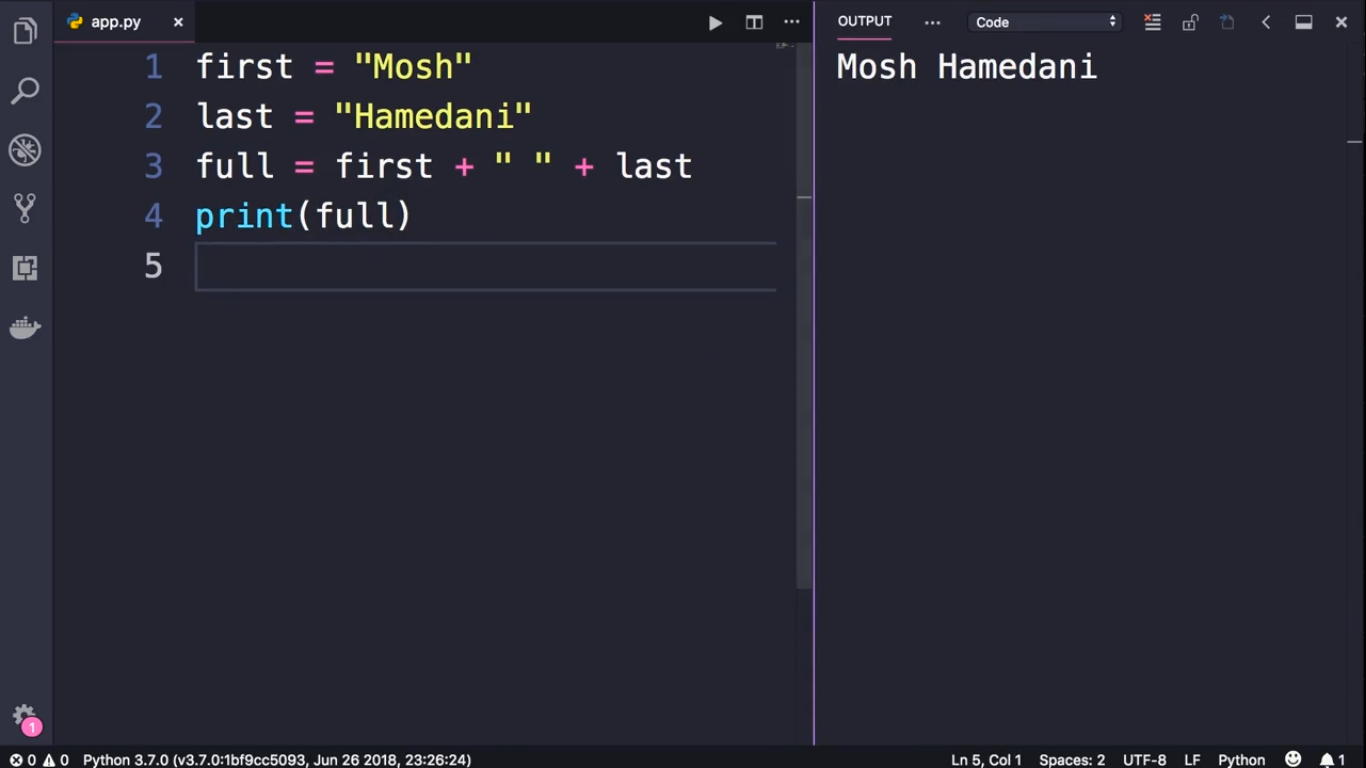 app.py
OUTPUT
Code
1 first = "Mosh"
2 last = "Hamedani"
3 full = first + " " + last
4 print(full)
5
Mosh Hamedani
1
0 0 Python 3.7.0 (v3.7.0:1bf9cc5093, Jun 26 2018, 23:26:24) Ln 5, Col 1 Spaces: 2 UTF-8 LF Python 1